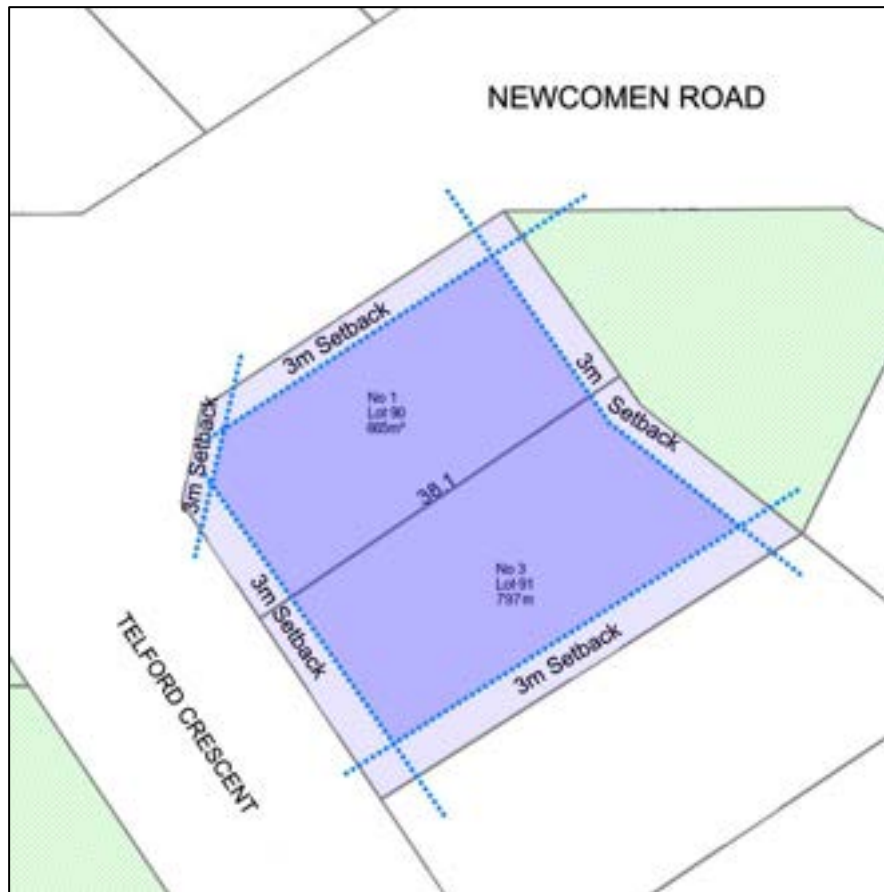 NEWCOMEN ROAD
3m Setback
3m
Setback
3m Setback
No 1
Lot 90
38.1
No 3
Lot 91
3m Setback
3m Setback
TELFORD CRESCENT